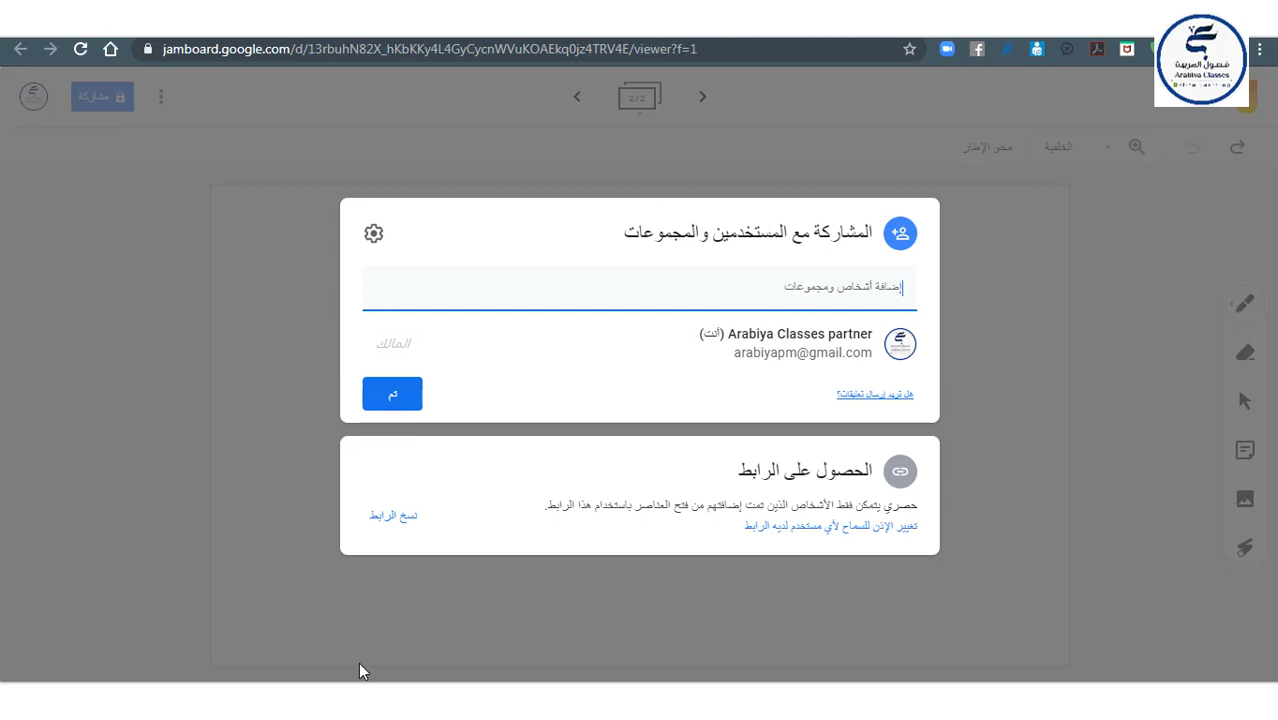 jamboard.google.com/d/13rbuhN82X_hKbKKy4L4GyCycnWVuKOAEkq0jz4TRV4E/viewer?f=1
فصول العربية
Arabiya Classes
Online Learning
مشاركة
2 / 2
الخلفية
محو الإطار
المشاركة مع المستخدمين والمجموعات
إضافة أشخاص ومجموعات
Arabiya Classes partner (أنت)
arabiyapm@gmail.com
المالك
هل تريد إرسال تعليقات؟
تم
الحصول على الرابط
حصري يتمكن فقط الأشخاص الذين تمت إضافتهم من فتح العناصر باستخدام هذا الرابط.
تغيير الإذن للسماح لأي مستخدم لديه الرابط
نسخ الرابط